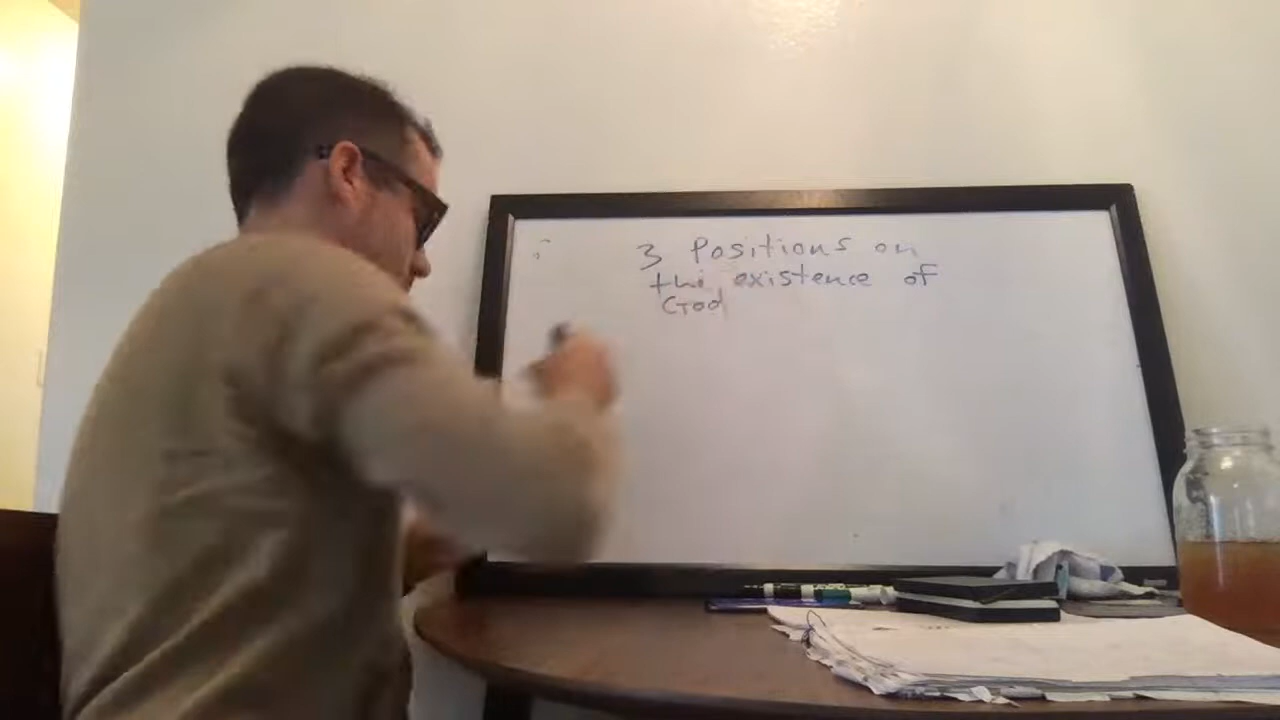 3 Positions on
the existence of
God